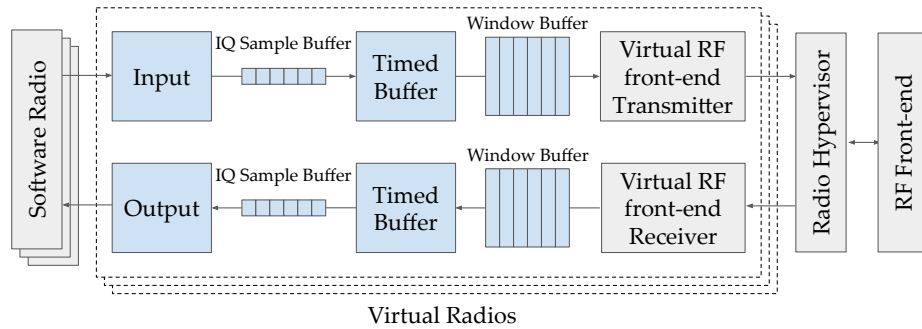 Software Radio
Input
IQ Sample Buffer
Timed
Buffer
Window Buffer
Virtual RF
front-end
Transmitter
Output
IQ Sample Buffer
Timed
Buffer
Window Buffer
Virtual RF
front-end
Receiver
Radio Hypervisor
RF Front-end
Virtual Radios